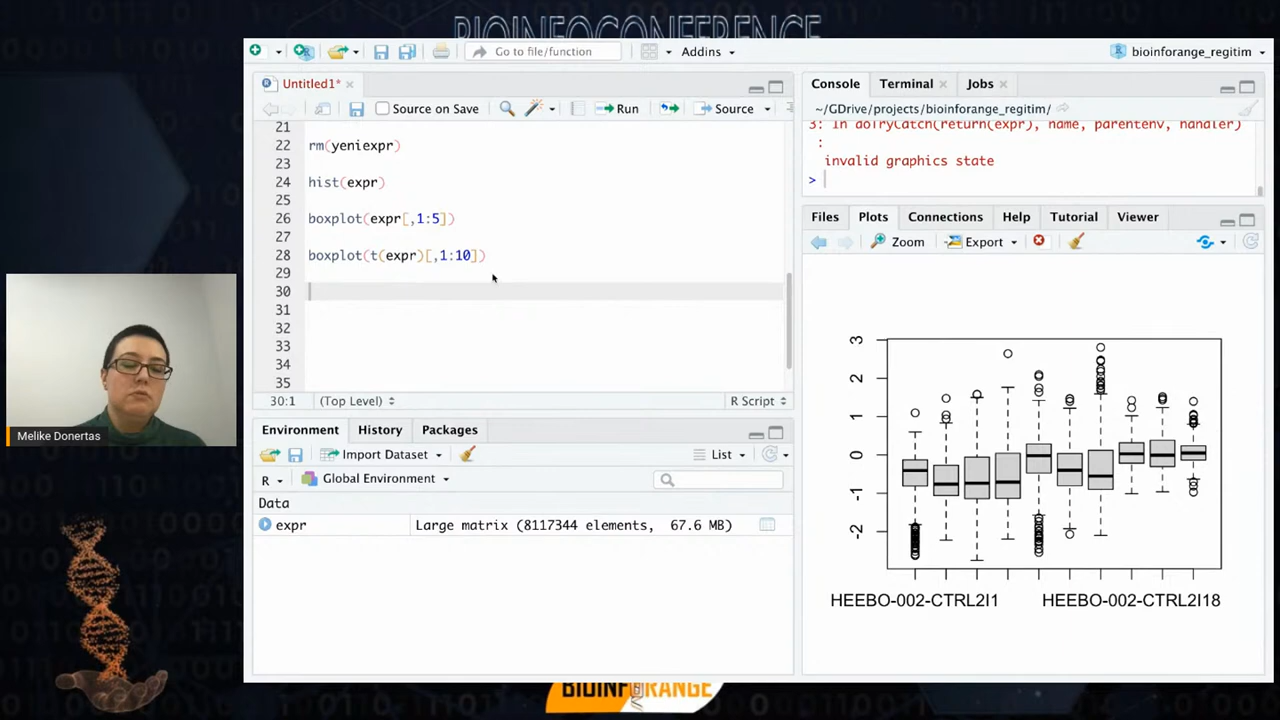 BIOINFOCONFERENCE
Go to file/function
Addins
bioinforange_regitim
Untitled1*
Source on Save
Run
Source
21
22 rm(yeniexpr)
23
24 hist(expr)
25
26 boxplot(expr[,1:5])
27
28 boxplot(t(expr)[,1:10])
29
30
31
32
33
34
35
30:1 (Top Level) R Script
Environment History Packages
Import Dataset List
R Global Environment
Data
expr Large matrix (8117344 elements, 67.6 MB)
Console Terminal Jobs
~/GDrive/projects/bioinforange_regitim/
3: In doTryCatch(return(expr), name, parentenv, handler)
:
invalid graphics state
>
Files Plots Connections Help Tutorial Viewer
Zoom Export
3
2
1
0
-1
-2
HEEBO-002-CTRL2I1 HEEBO-002-CTRL2I18
Melike Donertas
BIOINFORANGE